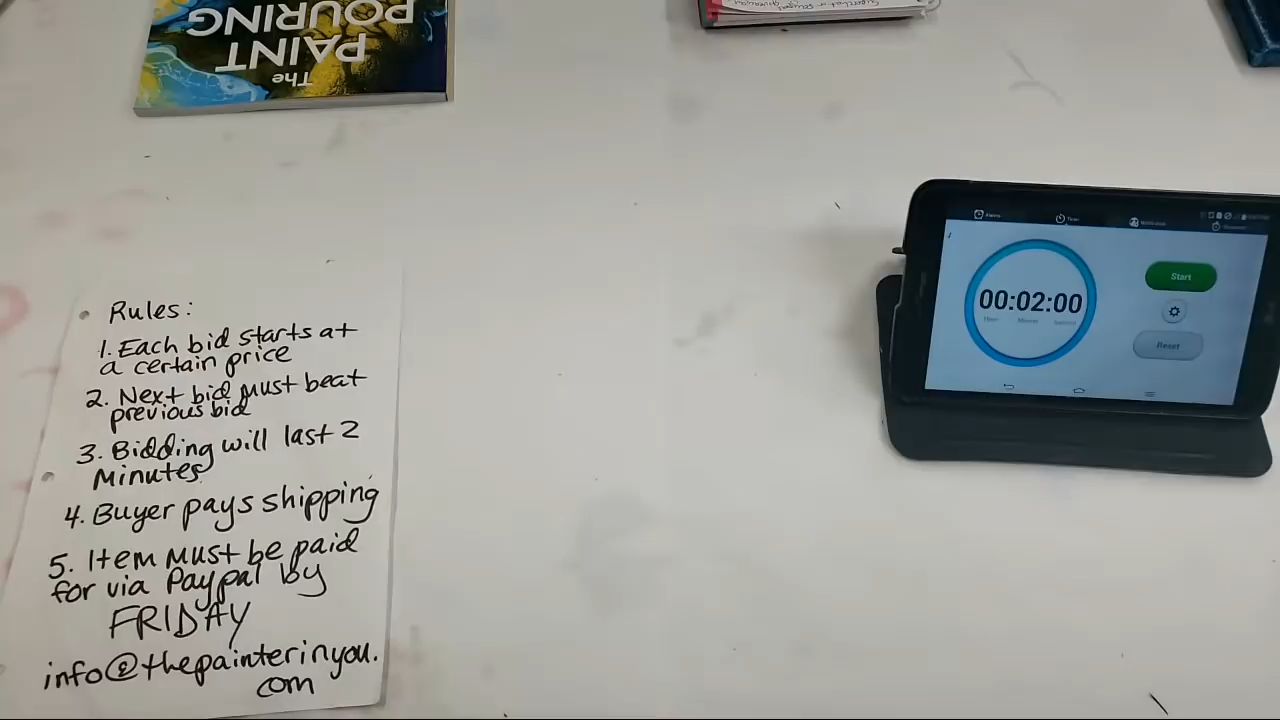 The
PAINT
POURING
Rules:
1. Each bid starts at
a certain price
2. Next bid must beat
previous bid
3. Bidding will last 2
Minutes
4. Buyer pays shipping
5. Item must be paid
for via Paypal by
FRIDAY
info@thepainterinyou.
com
Alarms
Timer
00:02:00
Start
Reset